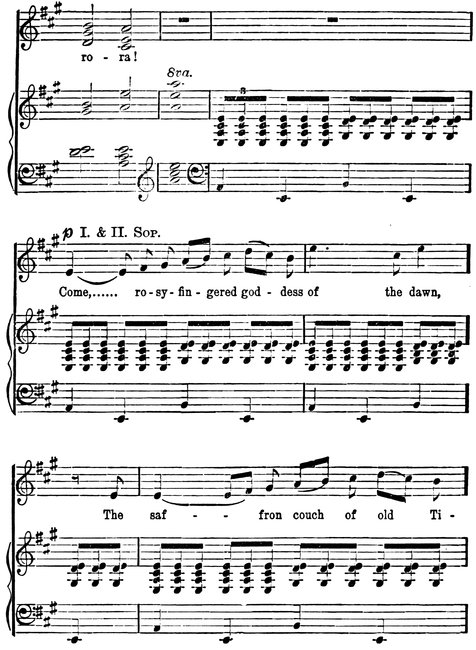 ro - ra!
8va.
3
p I. & II. Sop.
Come,...... ro-sy-fin-gered god-dess of the dawn,
The saf - - fron couch of old Ti -